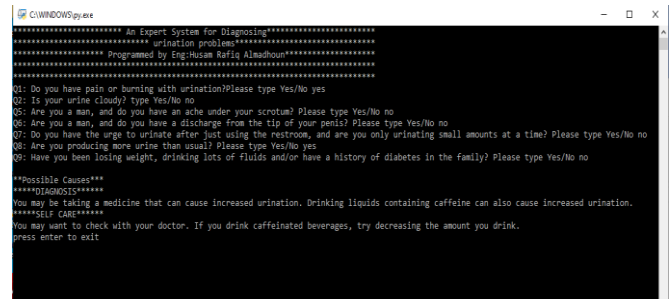 C:\WINDOWS\py.exe
************************ An Expert System for Diagnosing************************
****************************** urination problems*******************************
******************** Programmed by Eng:Husam Rafiq Almadhoun********************
********************************************************************************
********************************************************************************
Q1: Do you have pain or burning with urination?Please type Yes/No yes
Q2: Is your urine cloudy? type Yes/No no
Q5: Are you a man, and do you have an ache under your scrotum? Please type Yes/No no
Q6: Are you a man, and do you have a discharge from the tip of your penis? Please type Yes/No no
Q7: Do you have the urge to urinate after just using the restroom, and are you only urinating small amounts at a time? Please type Yes/No no
Q8: Are you producing more urine than usual? Please type Yes/No yes
Q9: Have you been losing weight, drinking lots of fluids and/or have a history of diabetes in the family? Please type Yes/No no
**Possible Causes***
*****DIAGNOSIS******
You may be taking a medicine that can cause increased urination. Drinking liquids containing caffeine can also cause increased urination.
*****SELF CARE******
You may want to check with your doctor. If you drink caffeinated beverages, try decreasing the amount you drink.
press enter to exit